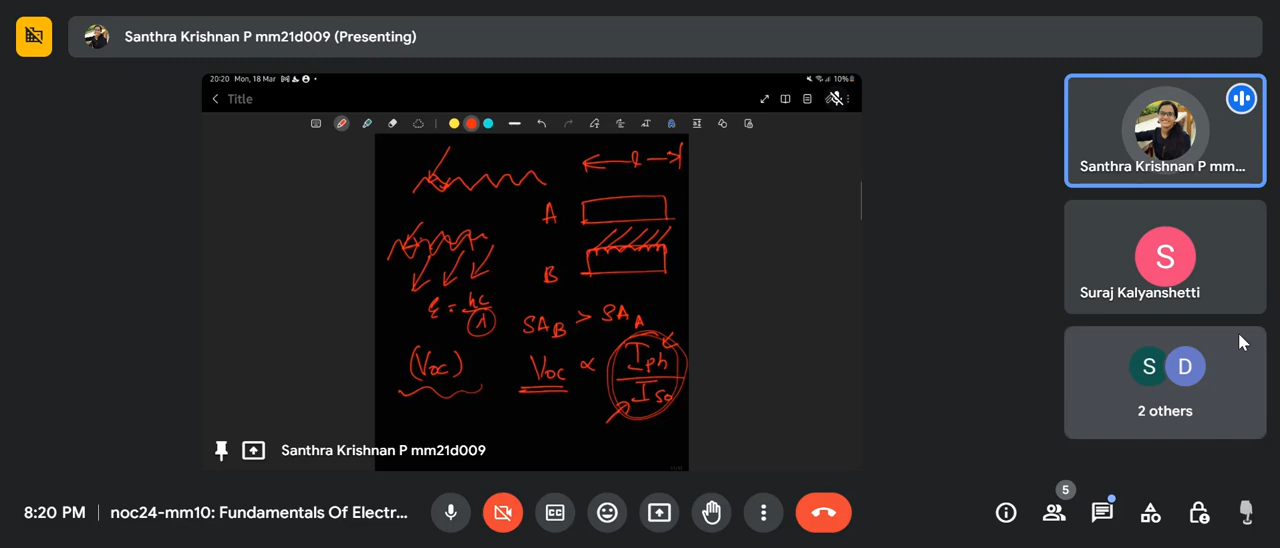 Santhra Krishnan P mm21d009 (Presenting)
20:20 Mon, 18 Mar
10%
Title
l
A
B
E = hc/λ
SA_B > SA_A
(Voc)
Voc ∝ Iph/Iso
Santhra Krishnan P mm21d009
Santhra Krishnan P mm...
S
Suraj Kalyanshetti
S D
2 others
8:20 PM | noc24-mm10: Fundamentals Of Electr...
5